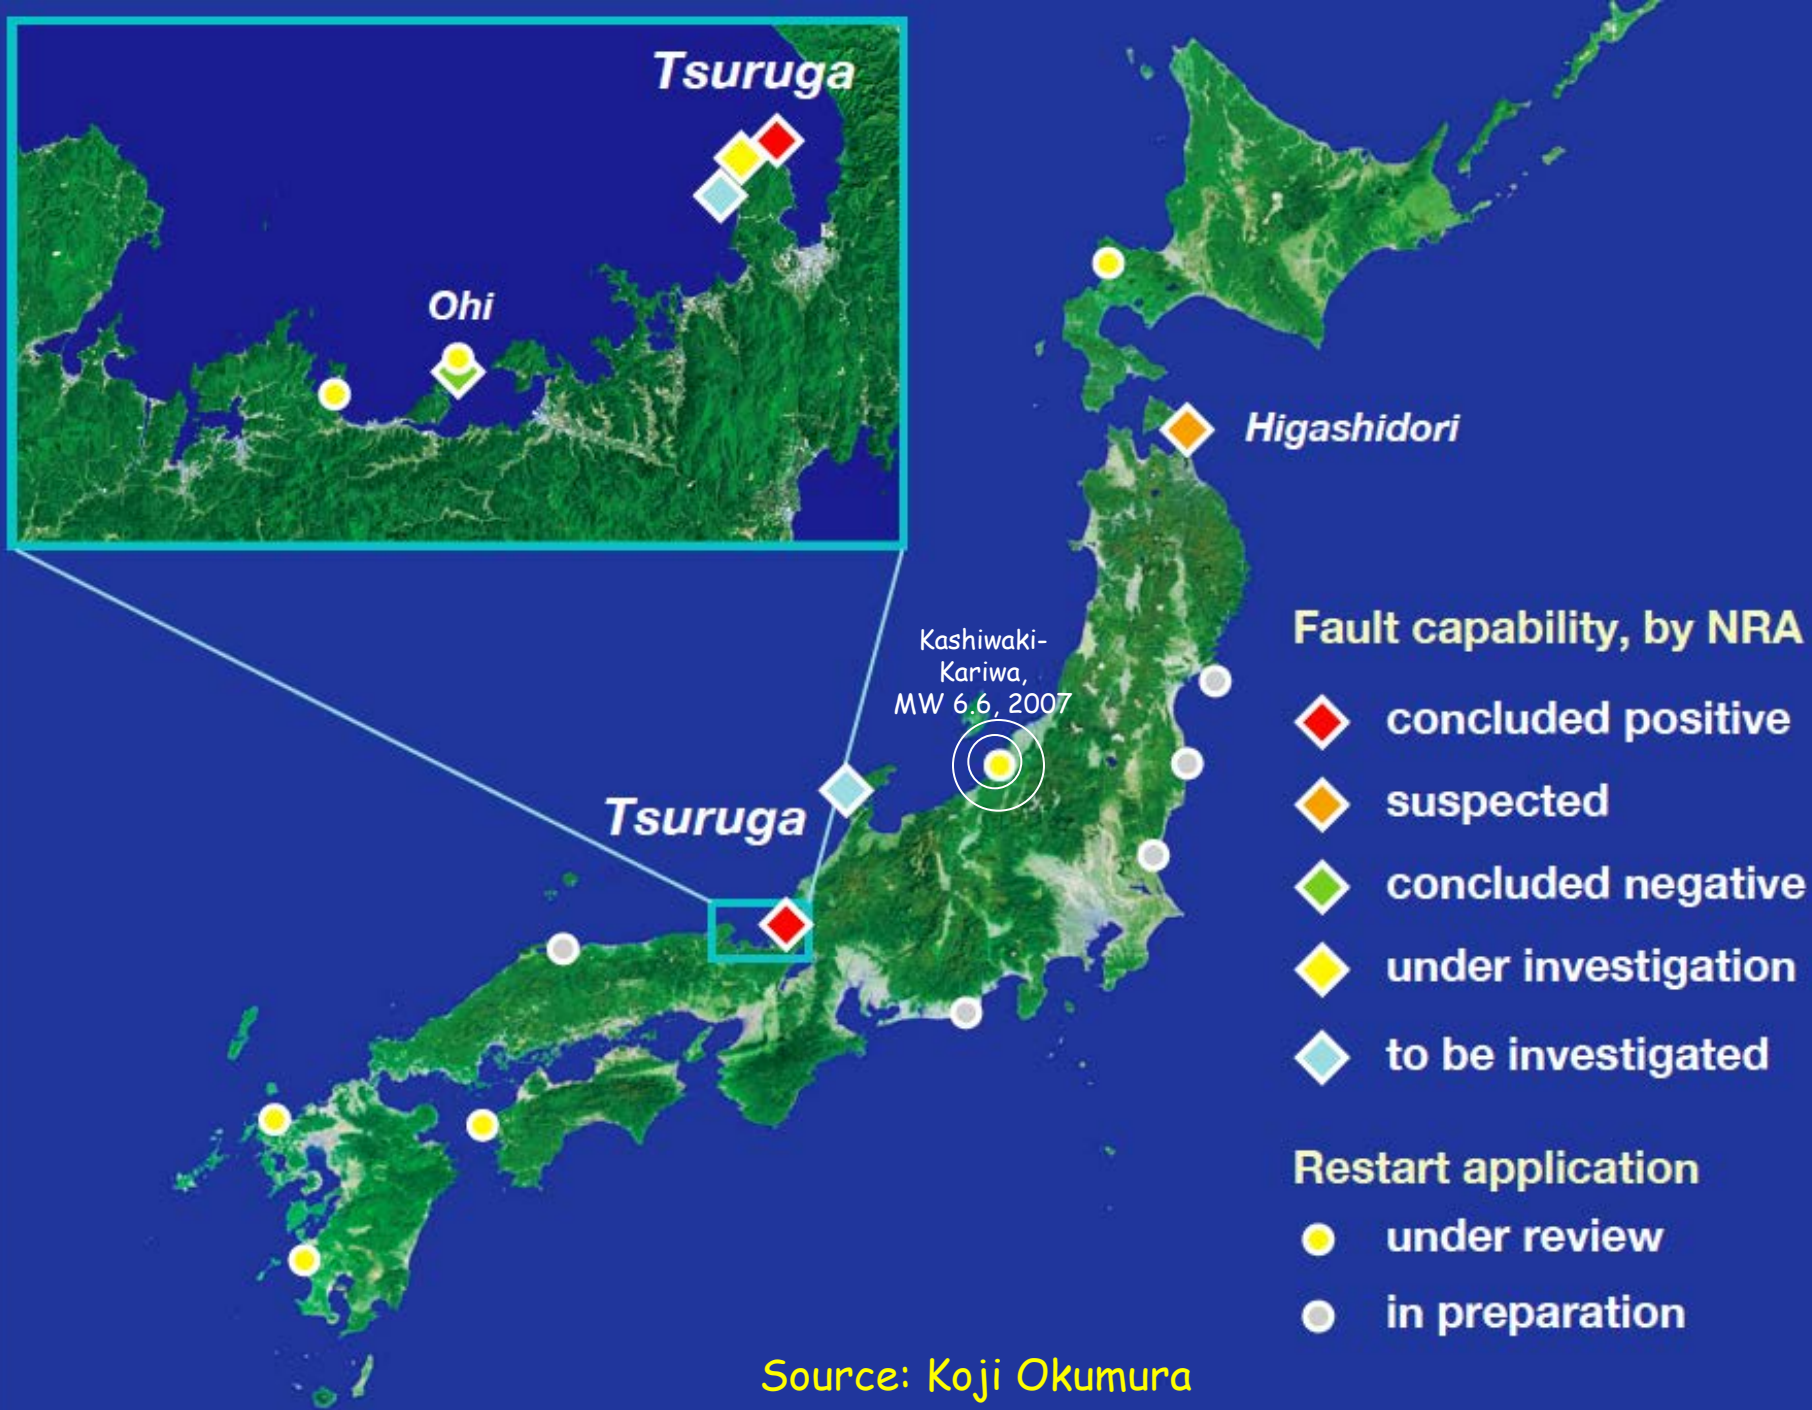 Tsuruga
Ohi
Higashidori
Kashiwaki-
Kariwa,
MW 6.6, 2007
Tsuruga
Fault capability, by NRA
concluded positive
suspected
concluded negative
under investigation
to be investigated
Restart application
under review
in preparation
Source: Koji Okumura